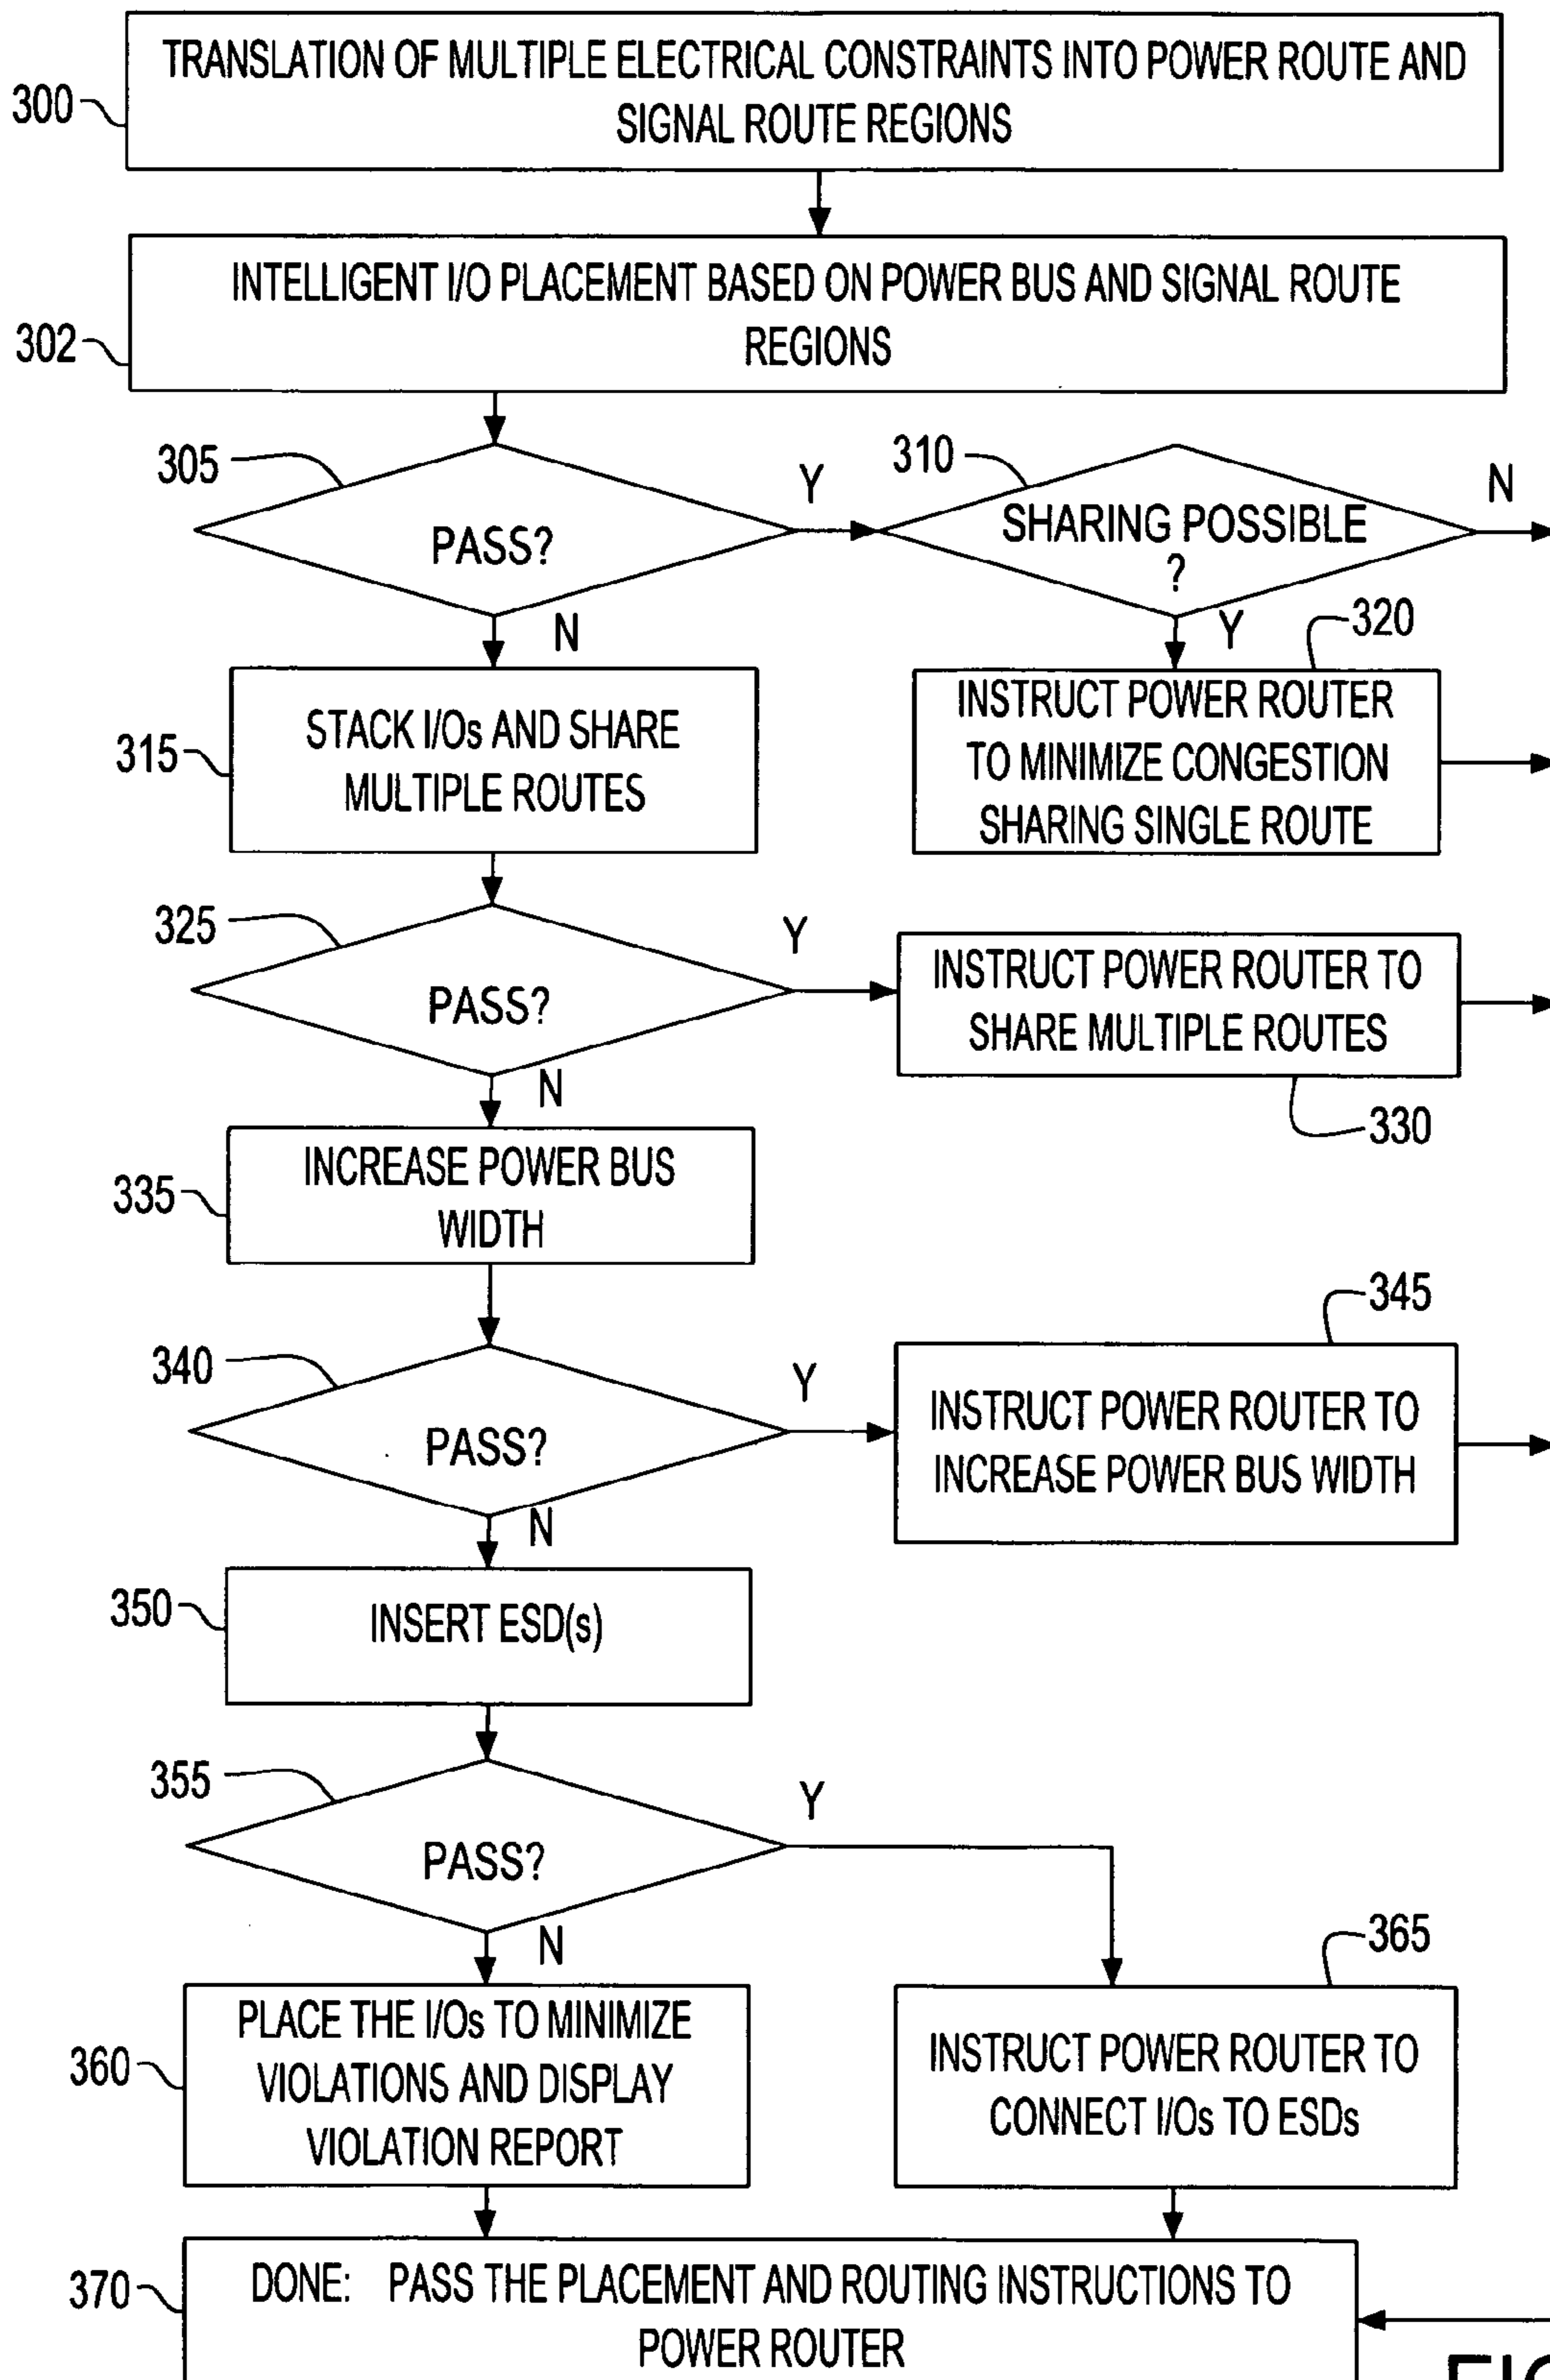 TRANSLATION OF MULTIPLE ELECTRICAL CONSTRAINTS INTO POWER ROUTE AND
SIGNAL ROUTE REGIONS
300
INTELLIGENT I/O PLACEMENT BASED ON POWER BUS AND SIGNAL ROUTE
REGIONS
302
305
PASS?
Y
N
310
SHARING POSSIBLE
?
N
Y
315
STACK I/Os AND SHARE
MULTIPLE ROUTES
320
INSTRUCT POWER ROUTER
TO MINIMIZE CONGESTION
SHARING SINGLE ROUTE
325
PASS?
Y
N
INSTRUCT POWER ROUTER TO
SHARE MULTIPLE ROUTES
330
335
INCREASE POWER BUS
WIDTH
340
PASS?
Y
N
345
INSTRUCT POWER ROUTER TO
INCREASE POWER BUS WIDTH
350
INSERT ESD(s)
355
PASS?
Y
N
360
PLACE THE I/Os TO MINIMIZE
VIOLATIONS AND DISPLAY
VIOLATION REPORT
365
INSTRUCT POWER ROUTER TO
CONNECT I/Os TO ESDs
370
DONE: PASS THE PLACEMENT AND ROUTING INSTRUCTIONS TO
POWER ROUTER